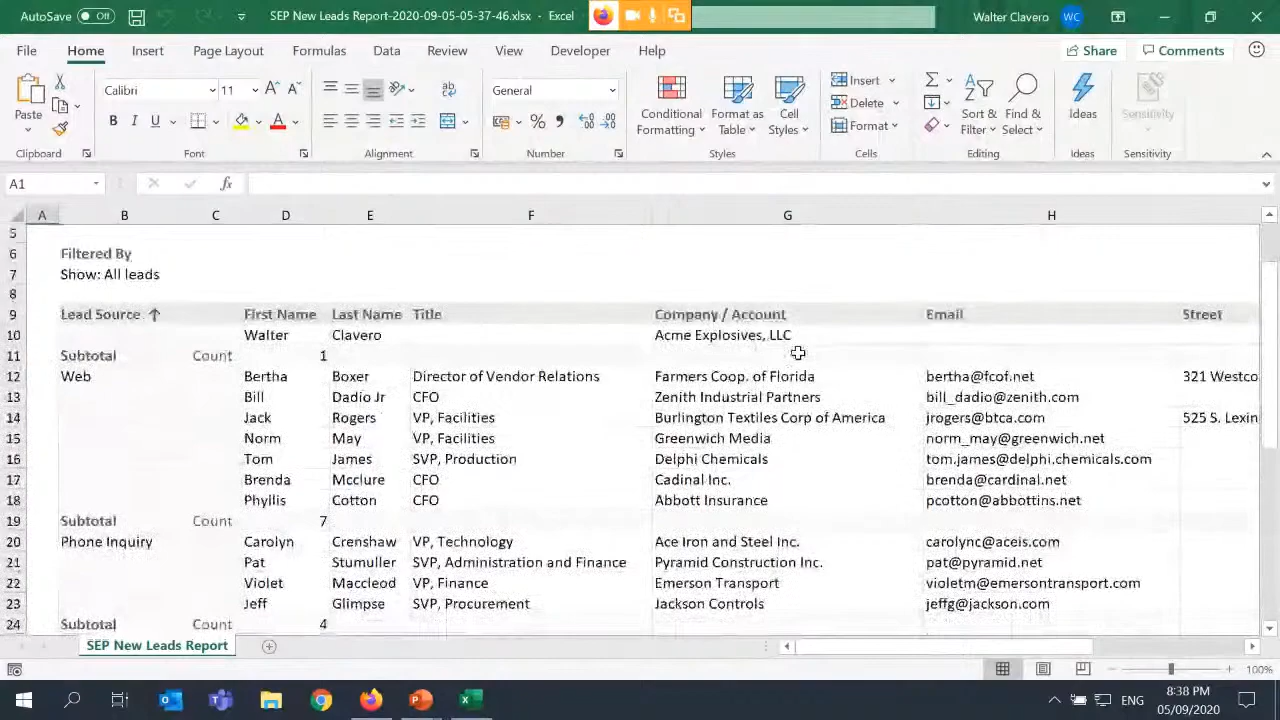 AutoSave Off SEP New Leads Report-2020-09-05-05-37-46.xlsx - Excel Walter Clavero WC
File Home Insert Page Layout Formulas Data Review View Developer Help Share Comments
Paste Calibri 11 General Conditional Formatting Format as Table Cell Styles Insert Delete Format Sort & Filter Find & Select Ideas Sensitivity
Clipboard Font Alignment Number Styles Cells Editing Ideas Sensitivity
A1 fx
A B C D E F G H
5
6 Filtered By
7 Show: All leads
8
9 Lead Source ↑ First Name Last Name Title Company / Account Email Street
10 Walter Clavero Acme Explosives, LLC
11 Subtotal Count 1
12 Web Bertha Boxer Director of Vendor Relations Farmers Coop. of Florida bertha@fcof.net 321 Westco
13 Bill Dadio Jr CFO Zenith Industrial Partners bill_dadio@zenith.com
14 Jack Rogers VP, Facilities Burlington Textiles Corp of America jrogers@btca.com 525 S. Lexin
15 Norm May VP, Facilities Greenwich Media norm_may@greenwich.net
16 Tom James SVP, Production Delphi Chemicals tom.james@delphi.chemicals.com
17 Brenda Mcclure CFO Cadinal Inc. brenda@cardinal.net
18 Phyllis Cotton CFO Abbott Insurance pcotton@abbottins.net
19 Subtotal Count 7
20 Phone Inquiry Carolyn Crenshaw VP, Technology Ace Iron and Steel Inc. carolync@aceis.com
21 Pat Stumuller SVP, Administration and Finance Pyramid Construction Inc. pat@pyramid.net
22 Violet Maccleod VP, Finance Emerson Transport violetm@emersontransport.com
23 Jeff Glimpse SVP, Procurement Jackson Controls jeffg@jackson.com
24 Subtotal Count 4
SEP New Leads Report
100%
ENG 8:38 PM
05/09/2020